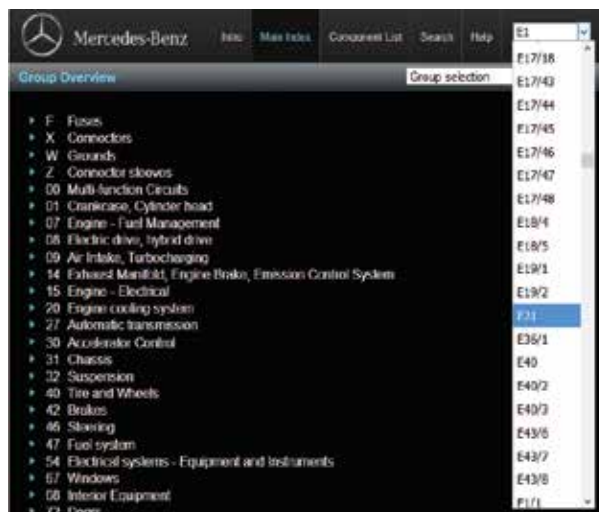 Mercedes-Benz Intro Main Index Component List Search Help E1
Group Overview Group selection
F Fuses
X Connectors
W Grounds
Z Connector sleeves
00 Multi-function Circuits
01 Crankcase, Cylinder head
07 Engine - Fuel Management
08 Electric drive, hybrid drive
09 Air Intake, Turbocharging
14 Exhaust Manifold, Engine Brake, Emission Control System
15 Engine - Electrical
20 Engine cooling system
27 Automatic transmission
30 Accelerator Control
31 Chassis
32 Suspension
40 Tire and Wheels
42 Brakes
46 Steering
47 Fuel system
54 Electrical systems - Equipment and Instruments
67 Windows
68 Interior Equipment
72 Doors
E17/18
E17/43
E17/44
E17/45
E17/46
E17/47
E17/48
E18/4
E18/5
E19/1
E19/2
E36/1
E40
E40/2
E40/3
E43/6
E43/7
E43/8
F1/1